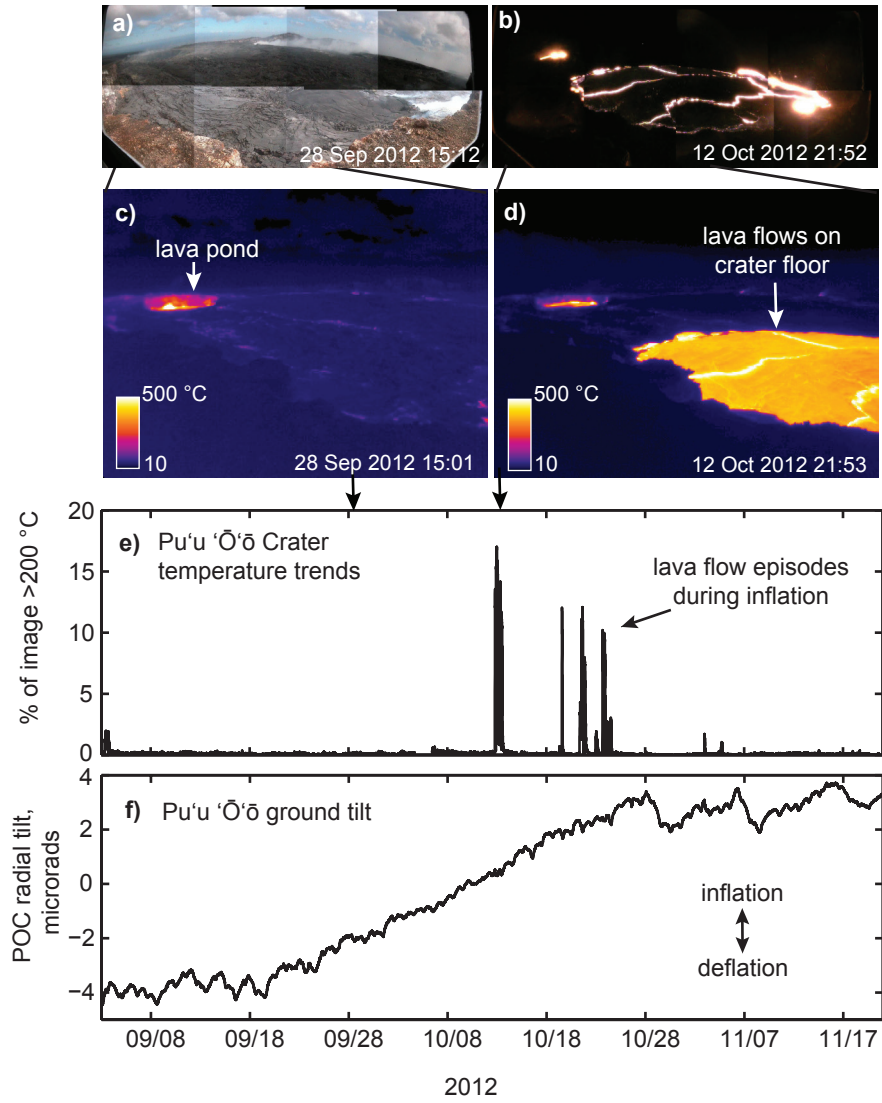 a)
28 Sep 2012 15:12
b)
12 Oct 2012 21:52
c)
lava pond
500 °C
10
28 Sep 2012 15:01
d)
lava flows on
crater floor
500 °C
10
12 Oct 2012 21:53
% of image >200 °C
20
15
10
5
0
e) Pu‘u ‘Ō‘ō Crater
temperature trends
lava flow episodes
during inflation
POC radial tilt,
microrads
4
2
0
−2
−4
f) Pu‘u ‘Ō‘ō ground tilt
inflation
deflation
09/08 09/18 09/28 10/08 10/18 10/28 11/07 11/17
2012